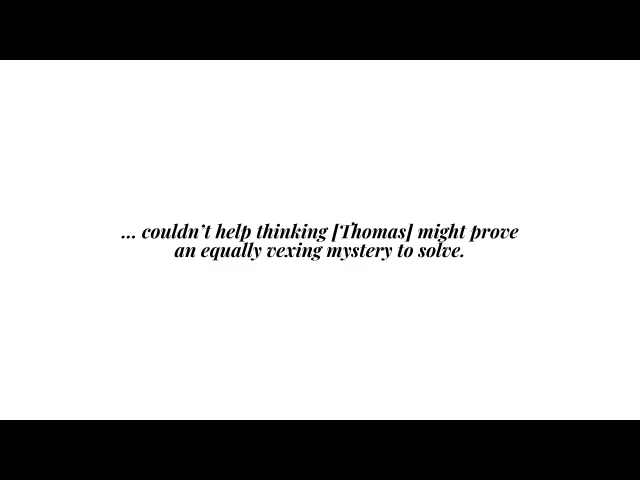 ... couldn't help thinking [Thomas] might prove
an equally vexing mystery to solve.